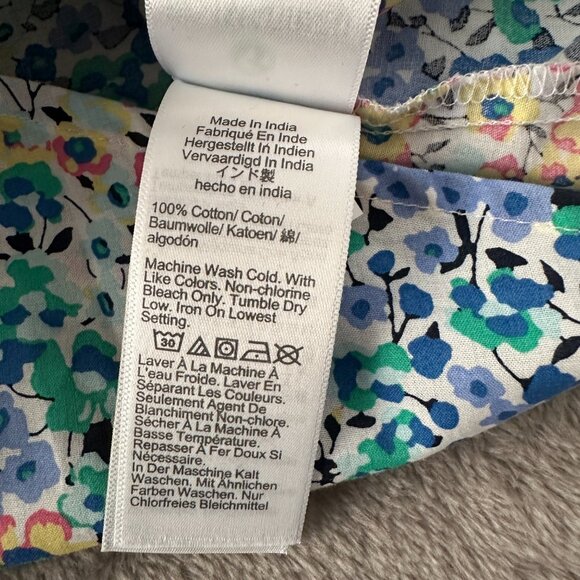 Made In India
Fabriqué En Inde
Hergestellt In Indien
Vervaardigd In India
インド製
hecho en india
100% Cotton/ Coton/
Baumwolle/ Katoen/ 綿/
algodón
Machine Wash Cold. With
Like Colors. Non-chlorine
Bleach Only. Tumble Dry
Low. Iron On Lowest
Setting.
30
Laver À La Machine À
L'eau Froide. Laver En
Séparant Les Couleurs.
Seulement Agent De
Blanchiment Non-chlore.
Sécher À La Machine À
Basse Température.
Repasser À Fer Doux Si
Nécessaire.
In Der Maschine Kalt
Waschen. Mit Ähnlichen
Farben Waschen. Nur
Chlorfreies Bleichmittel